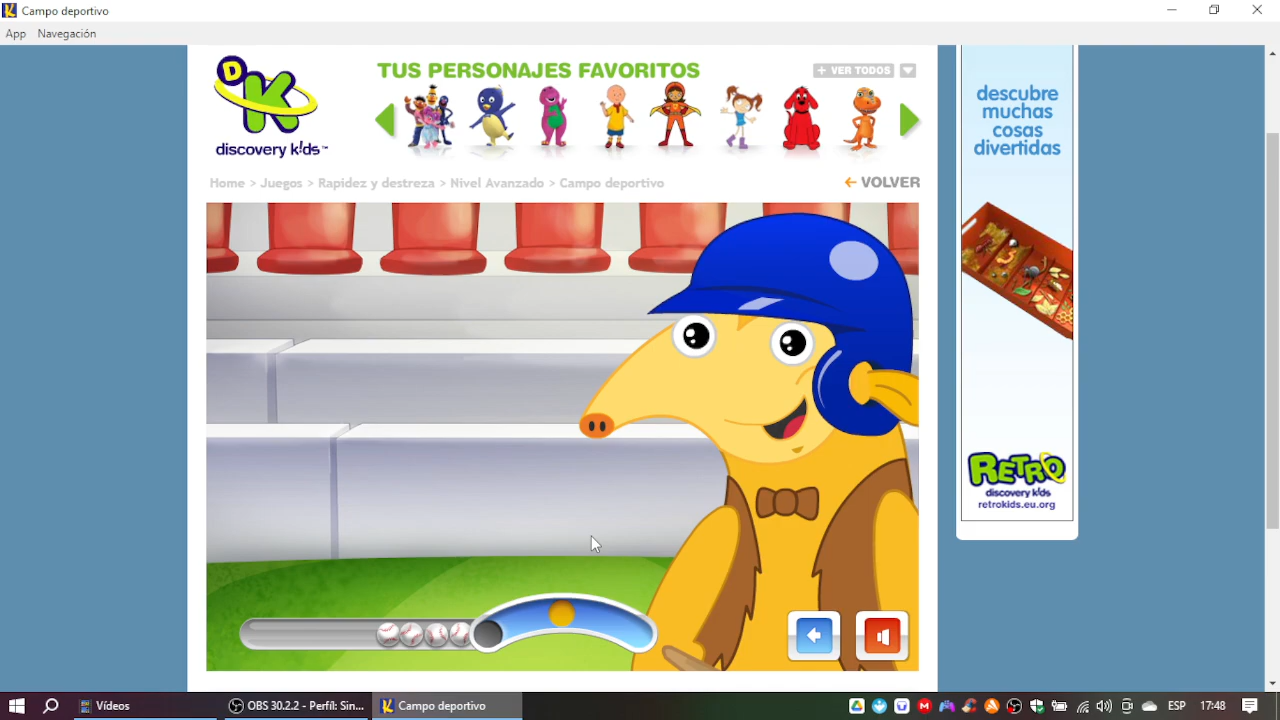 Campo deportivo
App Navegación
D
K
discovery k!ds™
TUS PERSONAJES FAVORITOS
+ VER TODOS
Home > Juegos > Rapidez y destreza > Nivel Avanzado > Campo deportivo
VOLVER
descubre
muchas
cosas
divertidas
RETRO
discovery k!ds
retrokids.eu.org
Vídeos
OBS 30.2.2 - Perfil: Sin...
Campo deportivo
ESP
17:48